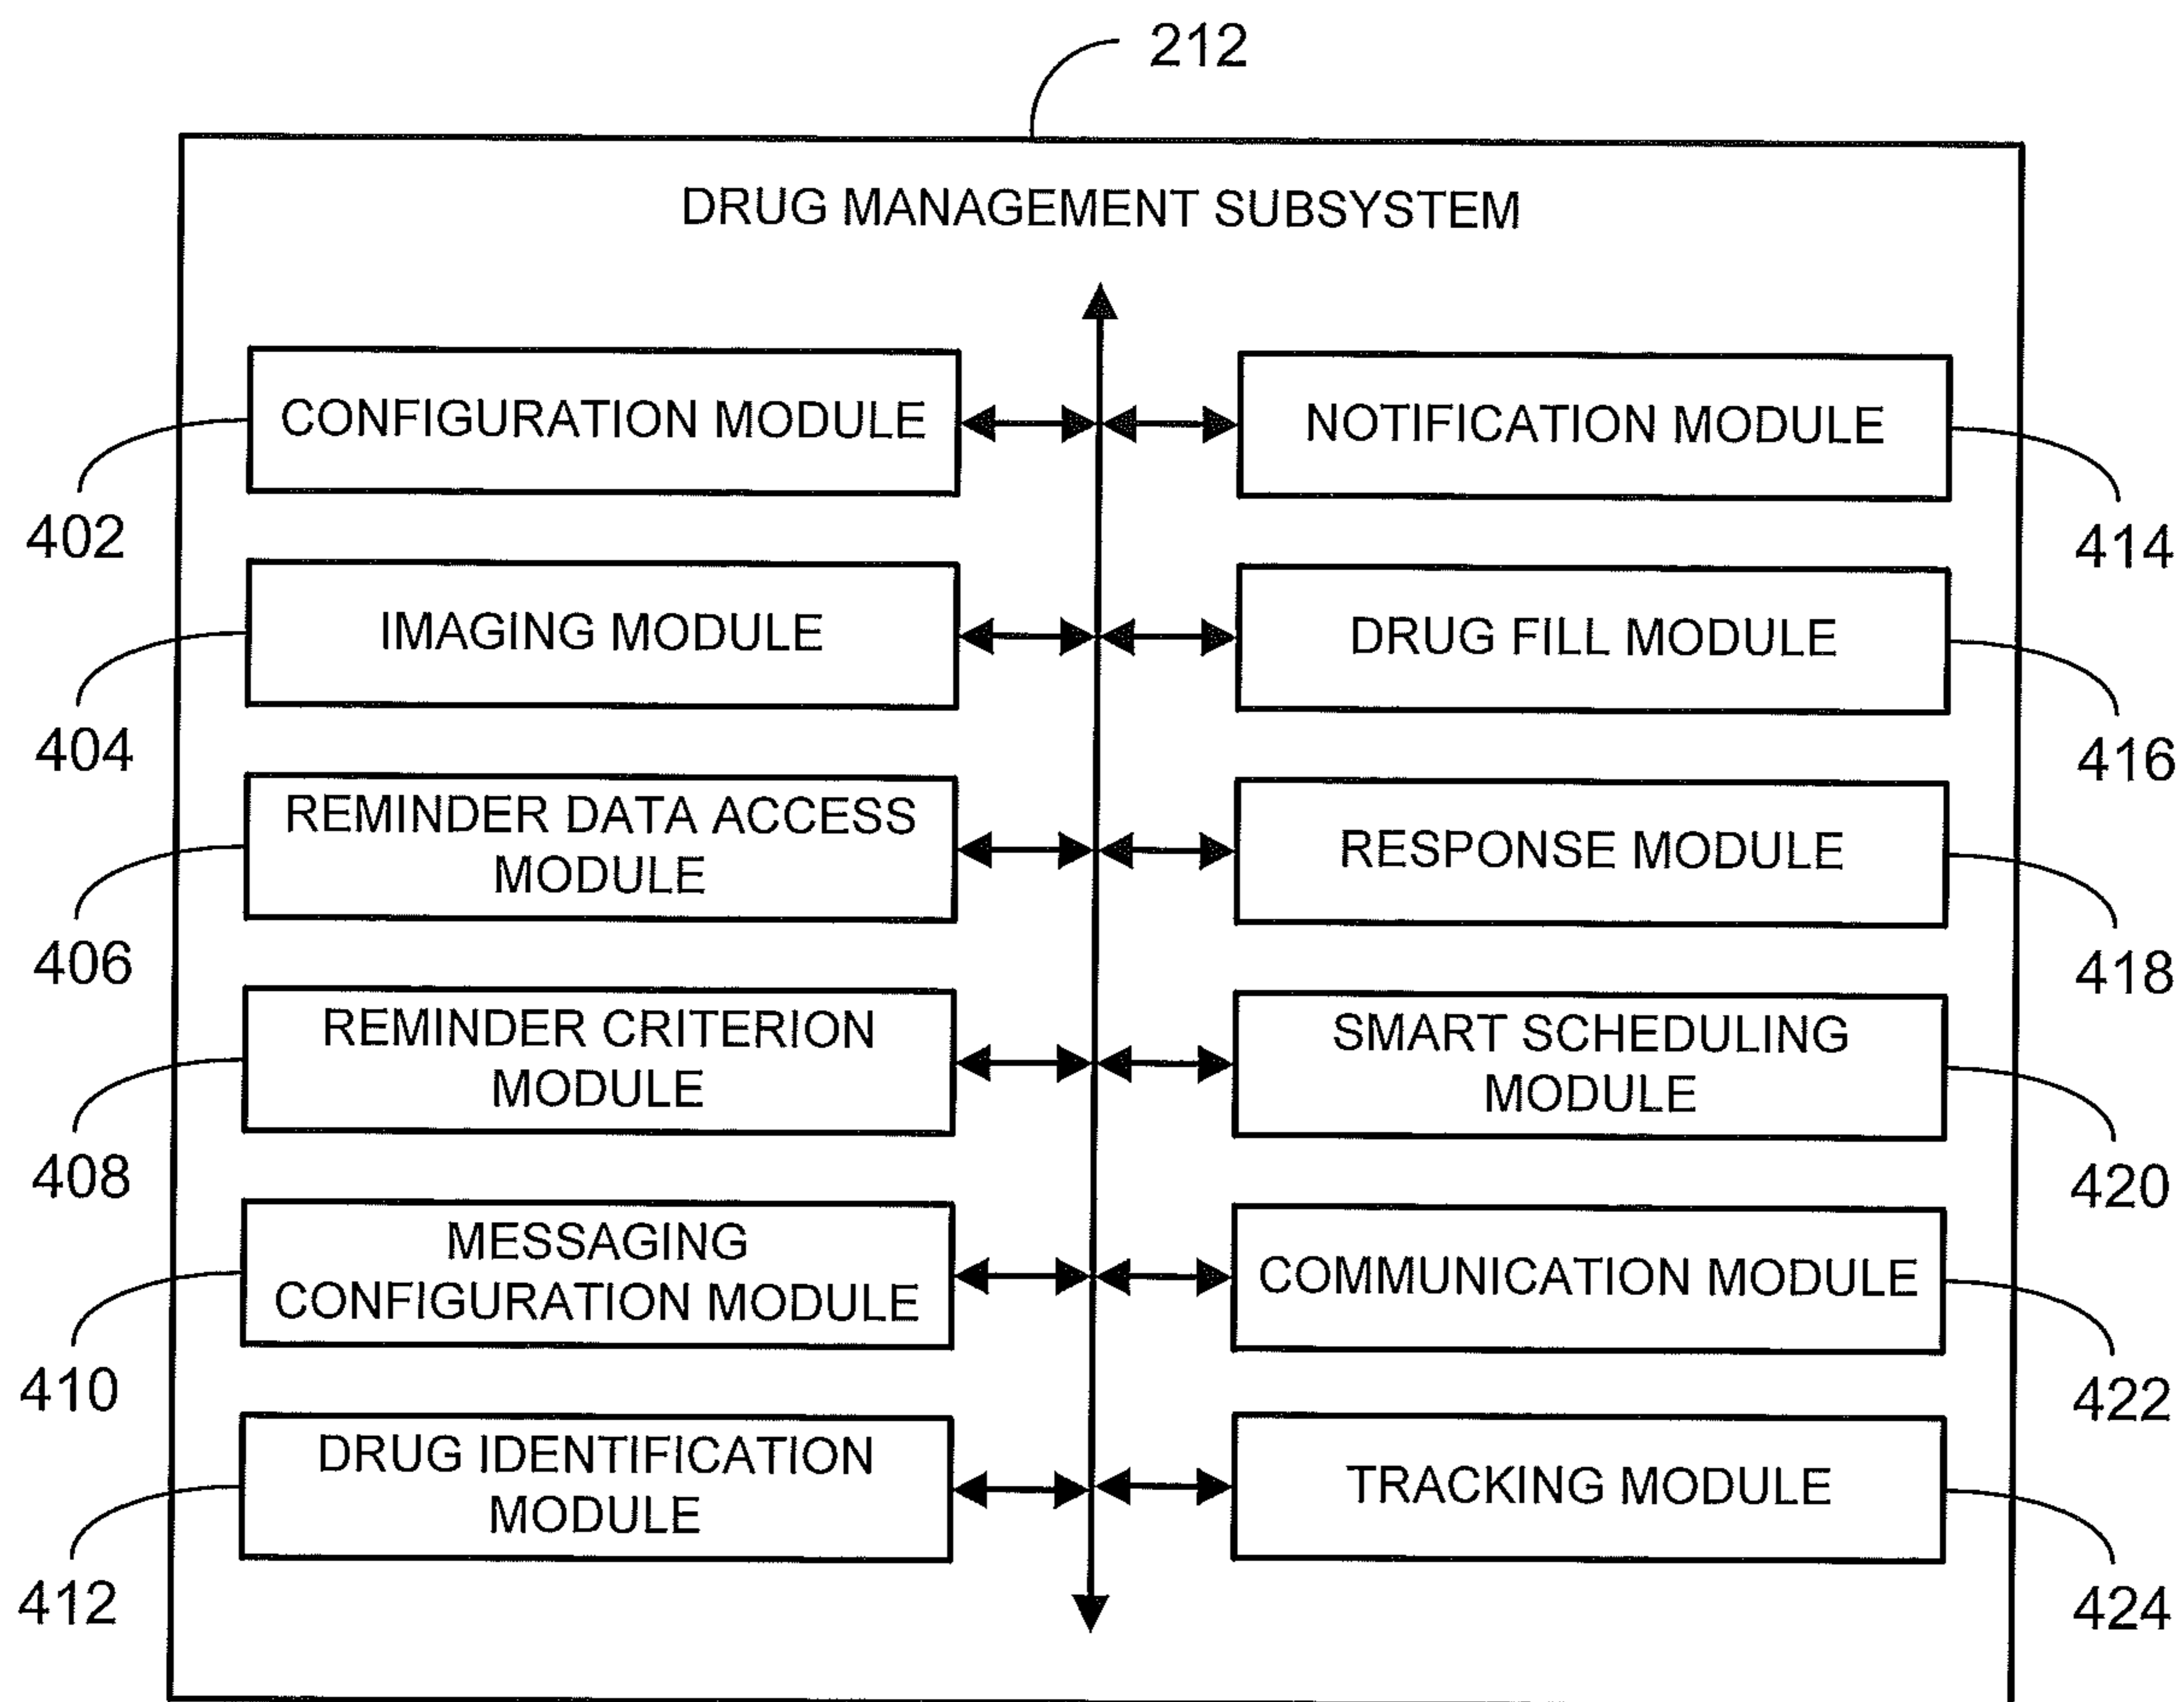 212
DRUG MANAGEMENT SUBSYSTEM
CONFIGURATION MODULE
402
IMAGING MODULE
404
REMINDER DATA ACCESS
MODULE
406
REMINDER CRITERION
MODULE
408
MESSAGING
CONFIGURATION MODULE
410
DRUG IDENTIFICATION
MODULE
412
NOTIFICATION MODULE
414
DRUG FILL MODULE
416
RESPONSE MODULE
418
SMART SCHEDULING
MODULE
420
COMMUNICATION MODULE
422
TRACKING MODULE
424